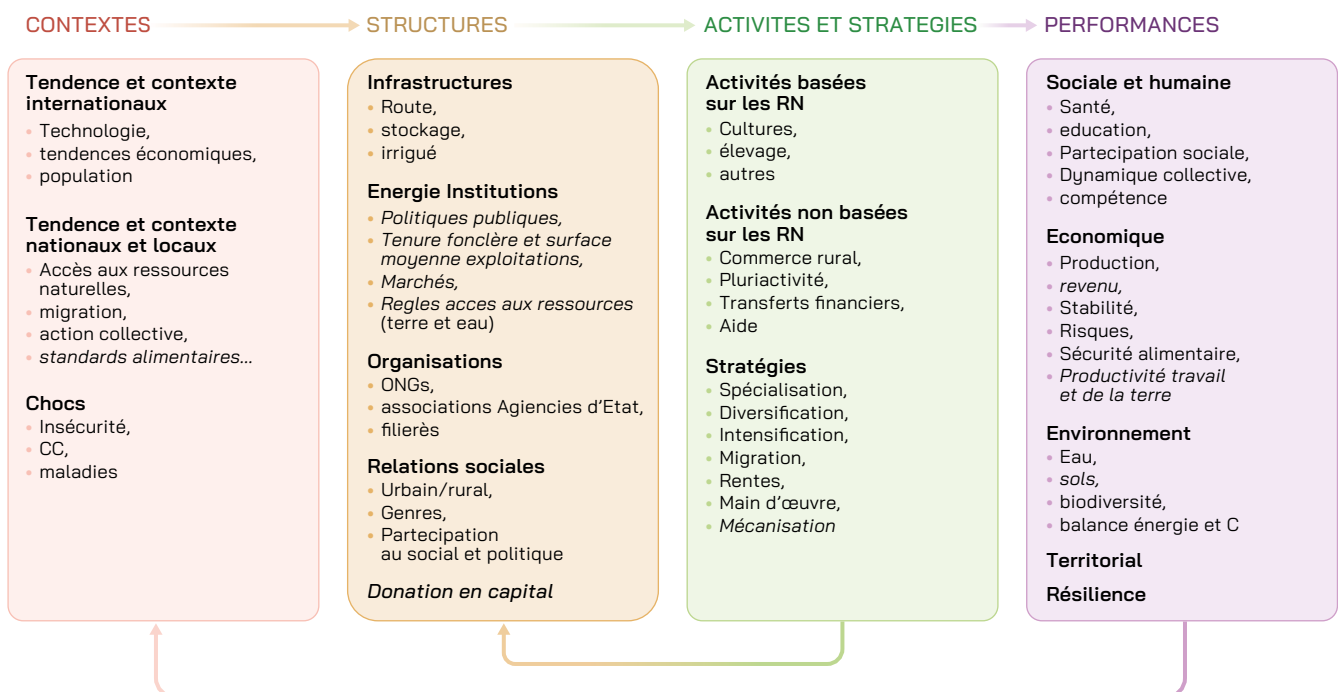 CONTEXTES
STRUCTURES
ACTIVITES ET STRATEGIES
PERFORMANCES
Tendence et contexte
internationaux
• Technologie,
• tendences économiques,
• population
Tendence et contexte
nationaux et locaux
• Accès aux ressources
naturelles,
• migration,
• action collective,
• standards alimentaires...
Chocs
• Insécurité,
• CC,
• maladies
Infrastructures
• Route,
• stockage,
• irrigué
Energie Institutions
• Politiques publiques,
• Tenure fonclère et surface
moyenne exploitations,
• Marchés,
• Regles acces aux ressources
(terre et eau)
Organisations
• ONGs,
• associations Agiencies d'Etat,
• filierès
Relations sociales
• Urbain/rural,
• Genres,
• Partecipation
au social et politique
Donation en capital
Activités basées
sur les RN
• Cultures,
• élevage,
• autres
Activités non basées
sur les RN
• Commerce rural,
• Pluriactivité,
• Transferts financiers,
• Aide
Stratégies
• Spécialisation,
• Diversification,
• Intensification,
• Migration,
• Rentes,
• Main d'œuvre,
• Mécanisation
Sociale et humaine
• Santé,
• education,
• Partecipation sociale,
• Dynamique collective,
• compétence
Economique
• Production,
• revenu,
• Stabilité,
• Risques,
• Sécurité alimentaire,
• Productivité travail
et de la terre
Environnement
• Eau,
• sols,
• biodiversité,
• balance énergie et C
Territorial
Résilience